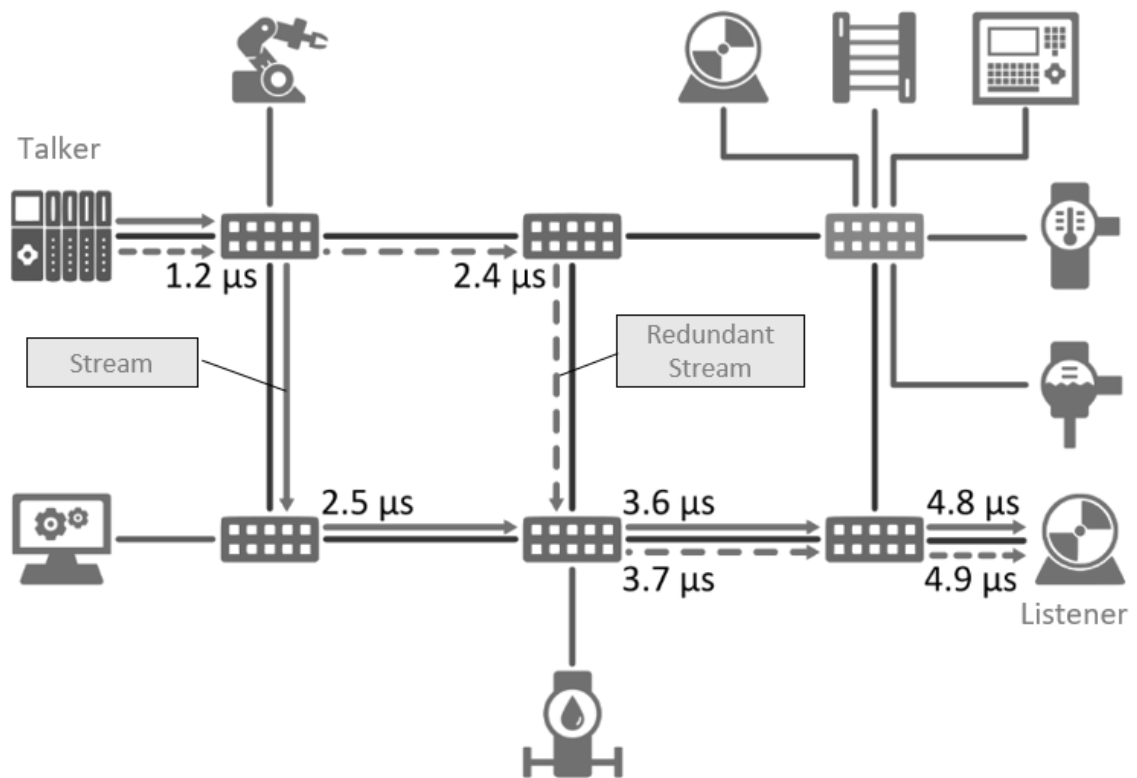 Talker
1.2 µs
2.4 µs
Stream
Redundant
Stream
2.5 µs
3.6 µs
4.8 µs
3.7 µs
4.9 µs
Listener